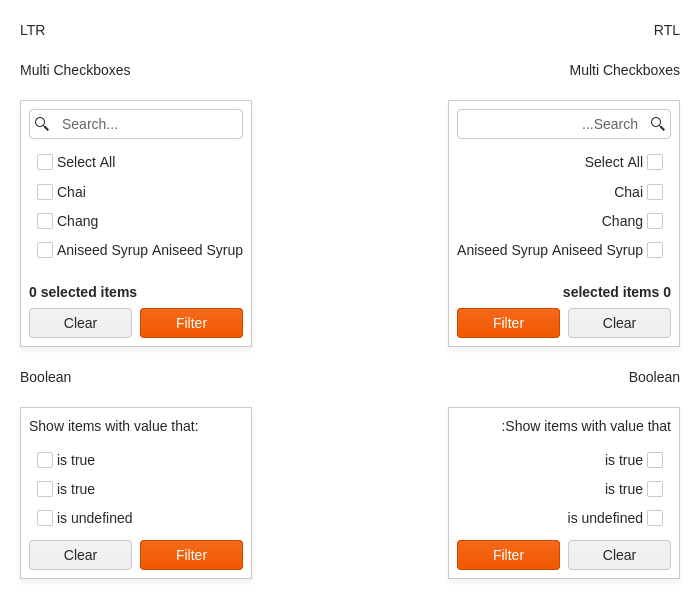 LTR
Multi Checkboxes
Search...
Select All
Chai
Chang
Aniseed Syrup Aniseed Syrup
0 selected items
Clear Filter
Boolean
Show items with value that:
is true
is true
is undefined
Clear Filter
RTL
Multi Checkboxes
...Search
Select All
Chai
Chang
Aniseed Syrup Aniseed Syrup
selected items 0
Filter Clear
Boolean
:Show items with value that
is true
is true
is undefined
Filter Clear